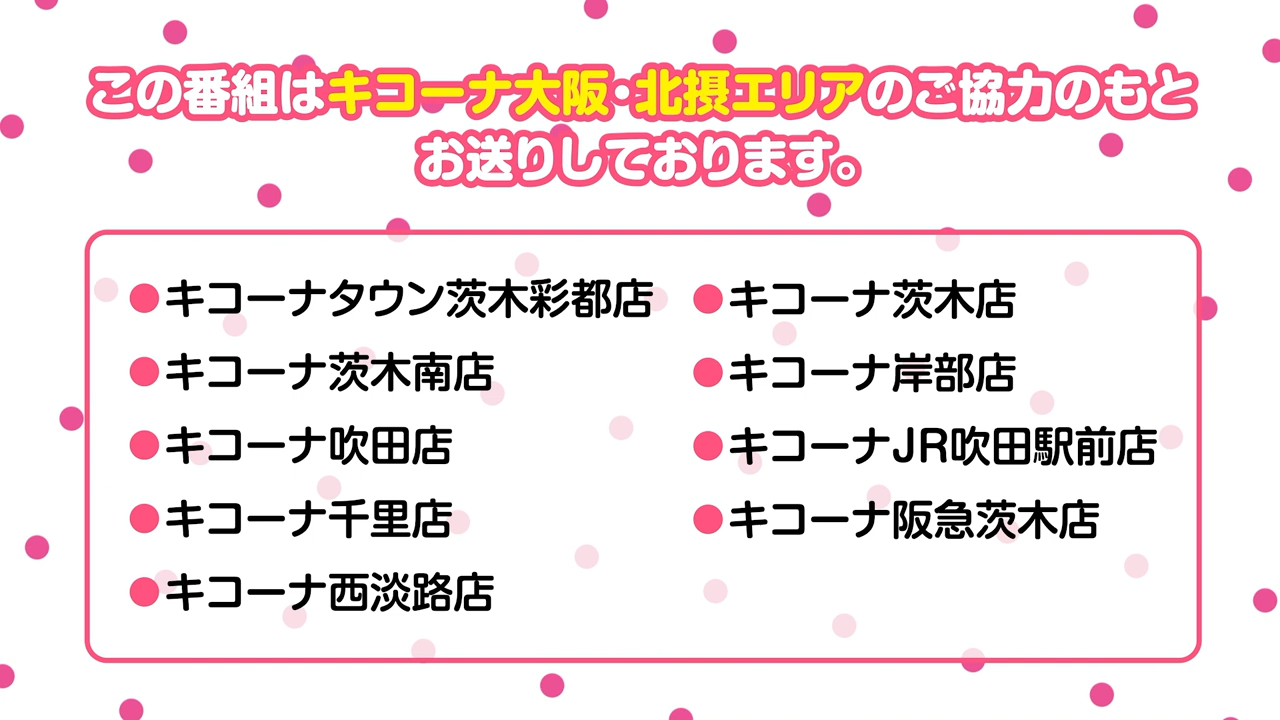 この番組はキコーナ大阪・北摂エリアのご協力のもと
お送りしております。
●キコーナタウン茨木彩都店
●キコーナ茨木南店
●キコーナ吹田店
●キコーナ千里店
●キコーナ西淡路店
●キコーナ茨木店
●キコーナ岸部店
●キコーナJR吹田駅前店
●キコーナ阪急茨木店